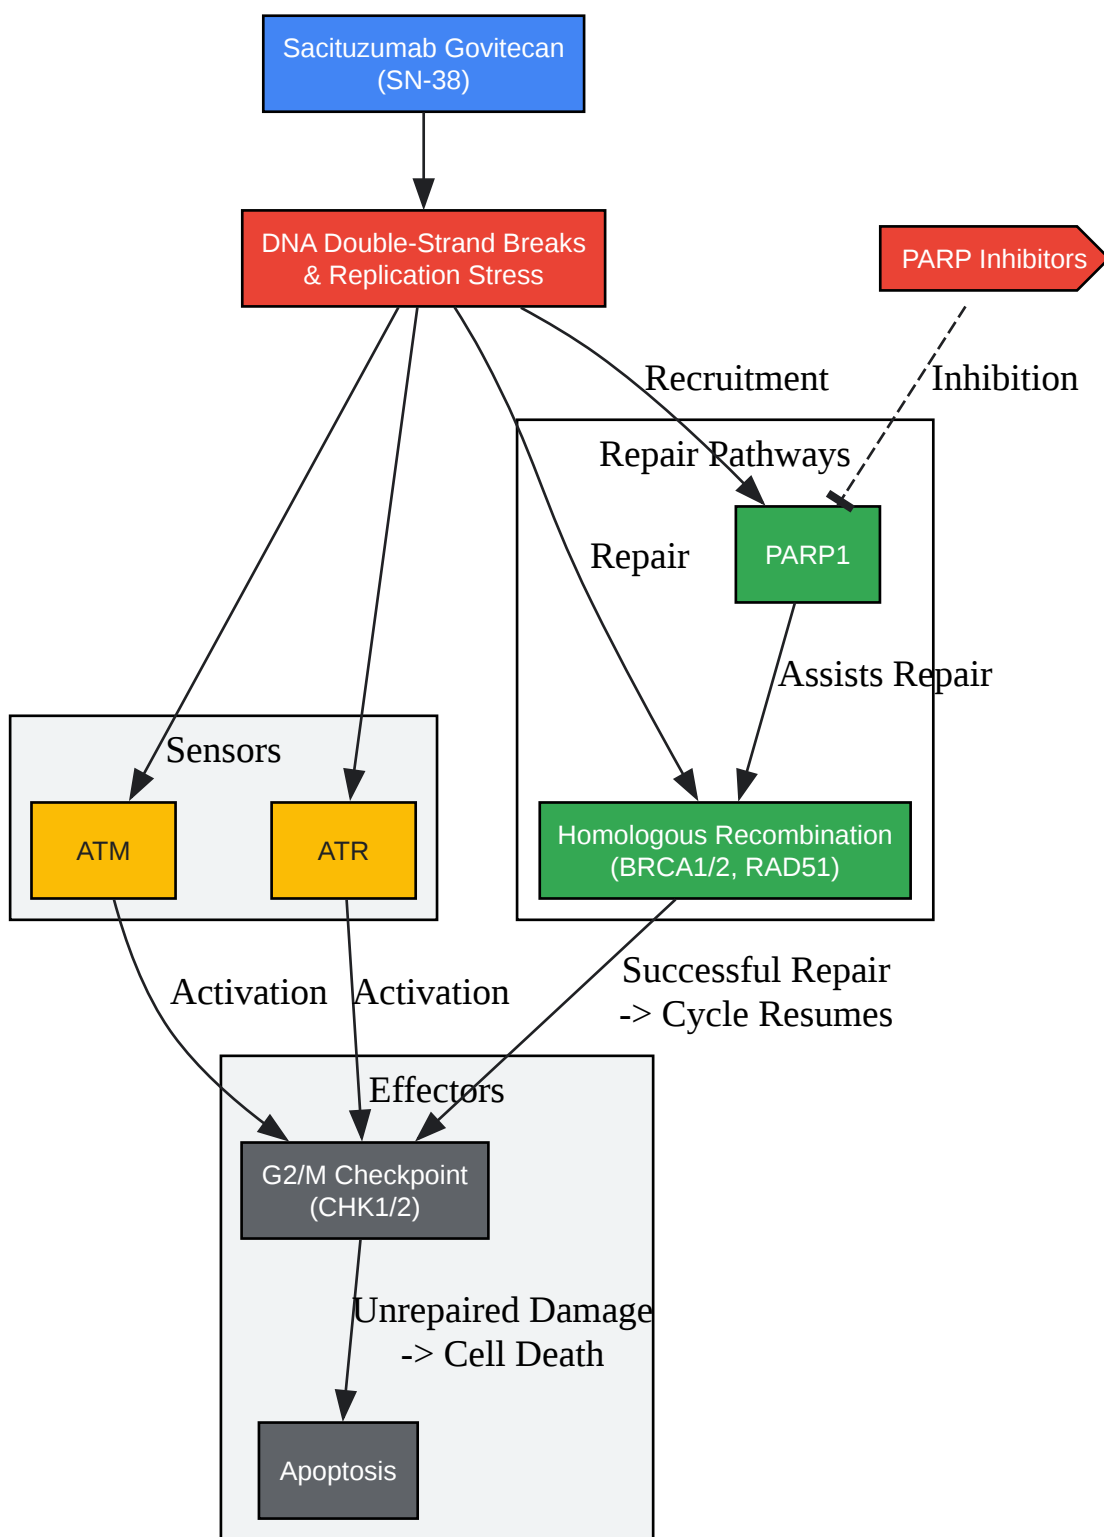 Sacituzumab Govitecan
(SN-38)
DNA Double-Strand Breaks
& Replication Stress
PARP Inhibitors
Recruitment
Inhibition
Repair Pathways
Repair
PARP1
Assists Repair
Sensors
ATM
ATR
Homologous Recombination
(BRCA1/2, RAD51)
Activation
Activation
Successful Repair
-> Cycle Resumes
Effectors
G2/M Checkpoint
(CHK1/2)
Unrepaired Damage
-> Cell Death
Apoptosis